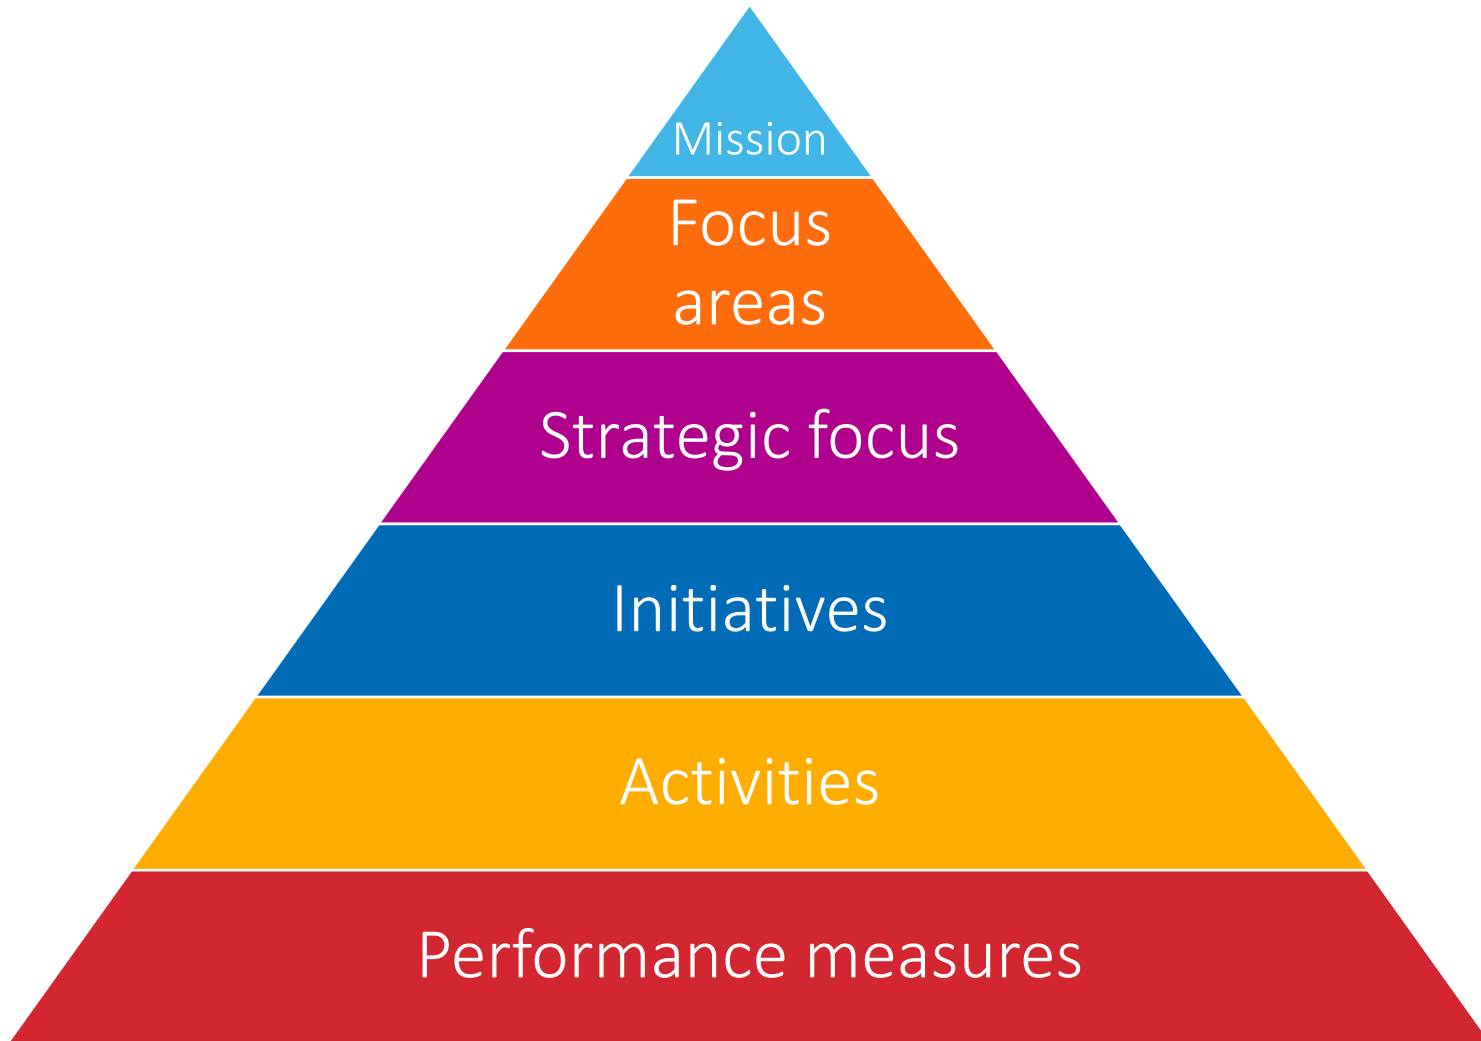 Mission
Focus
areas
Strategic focus
Initiatives
Activities
Performance measures